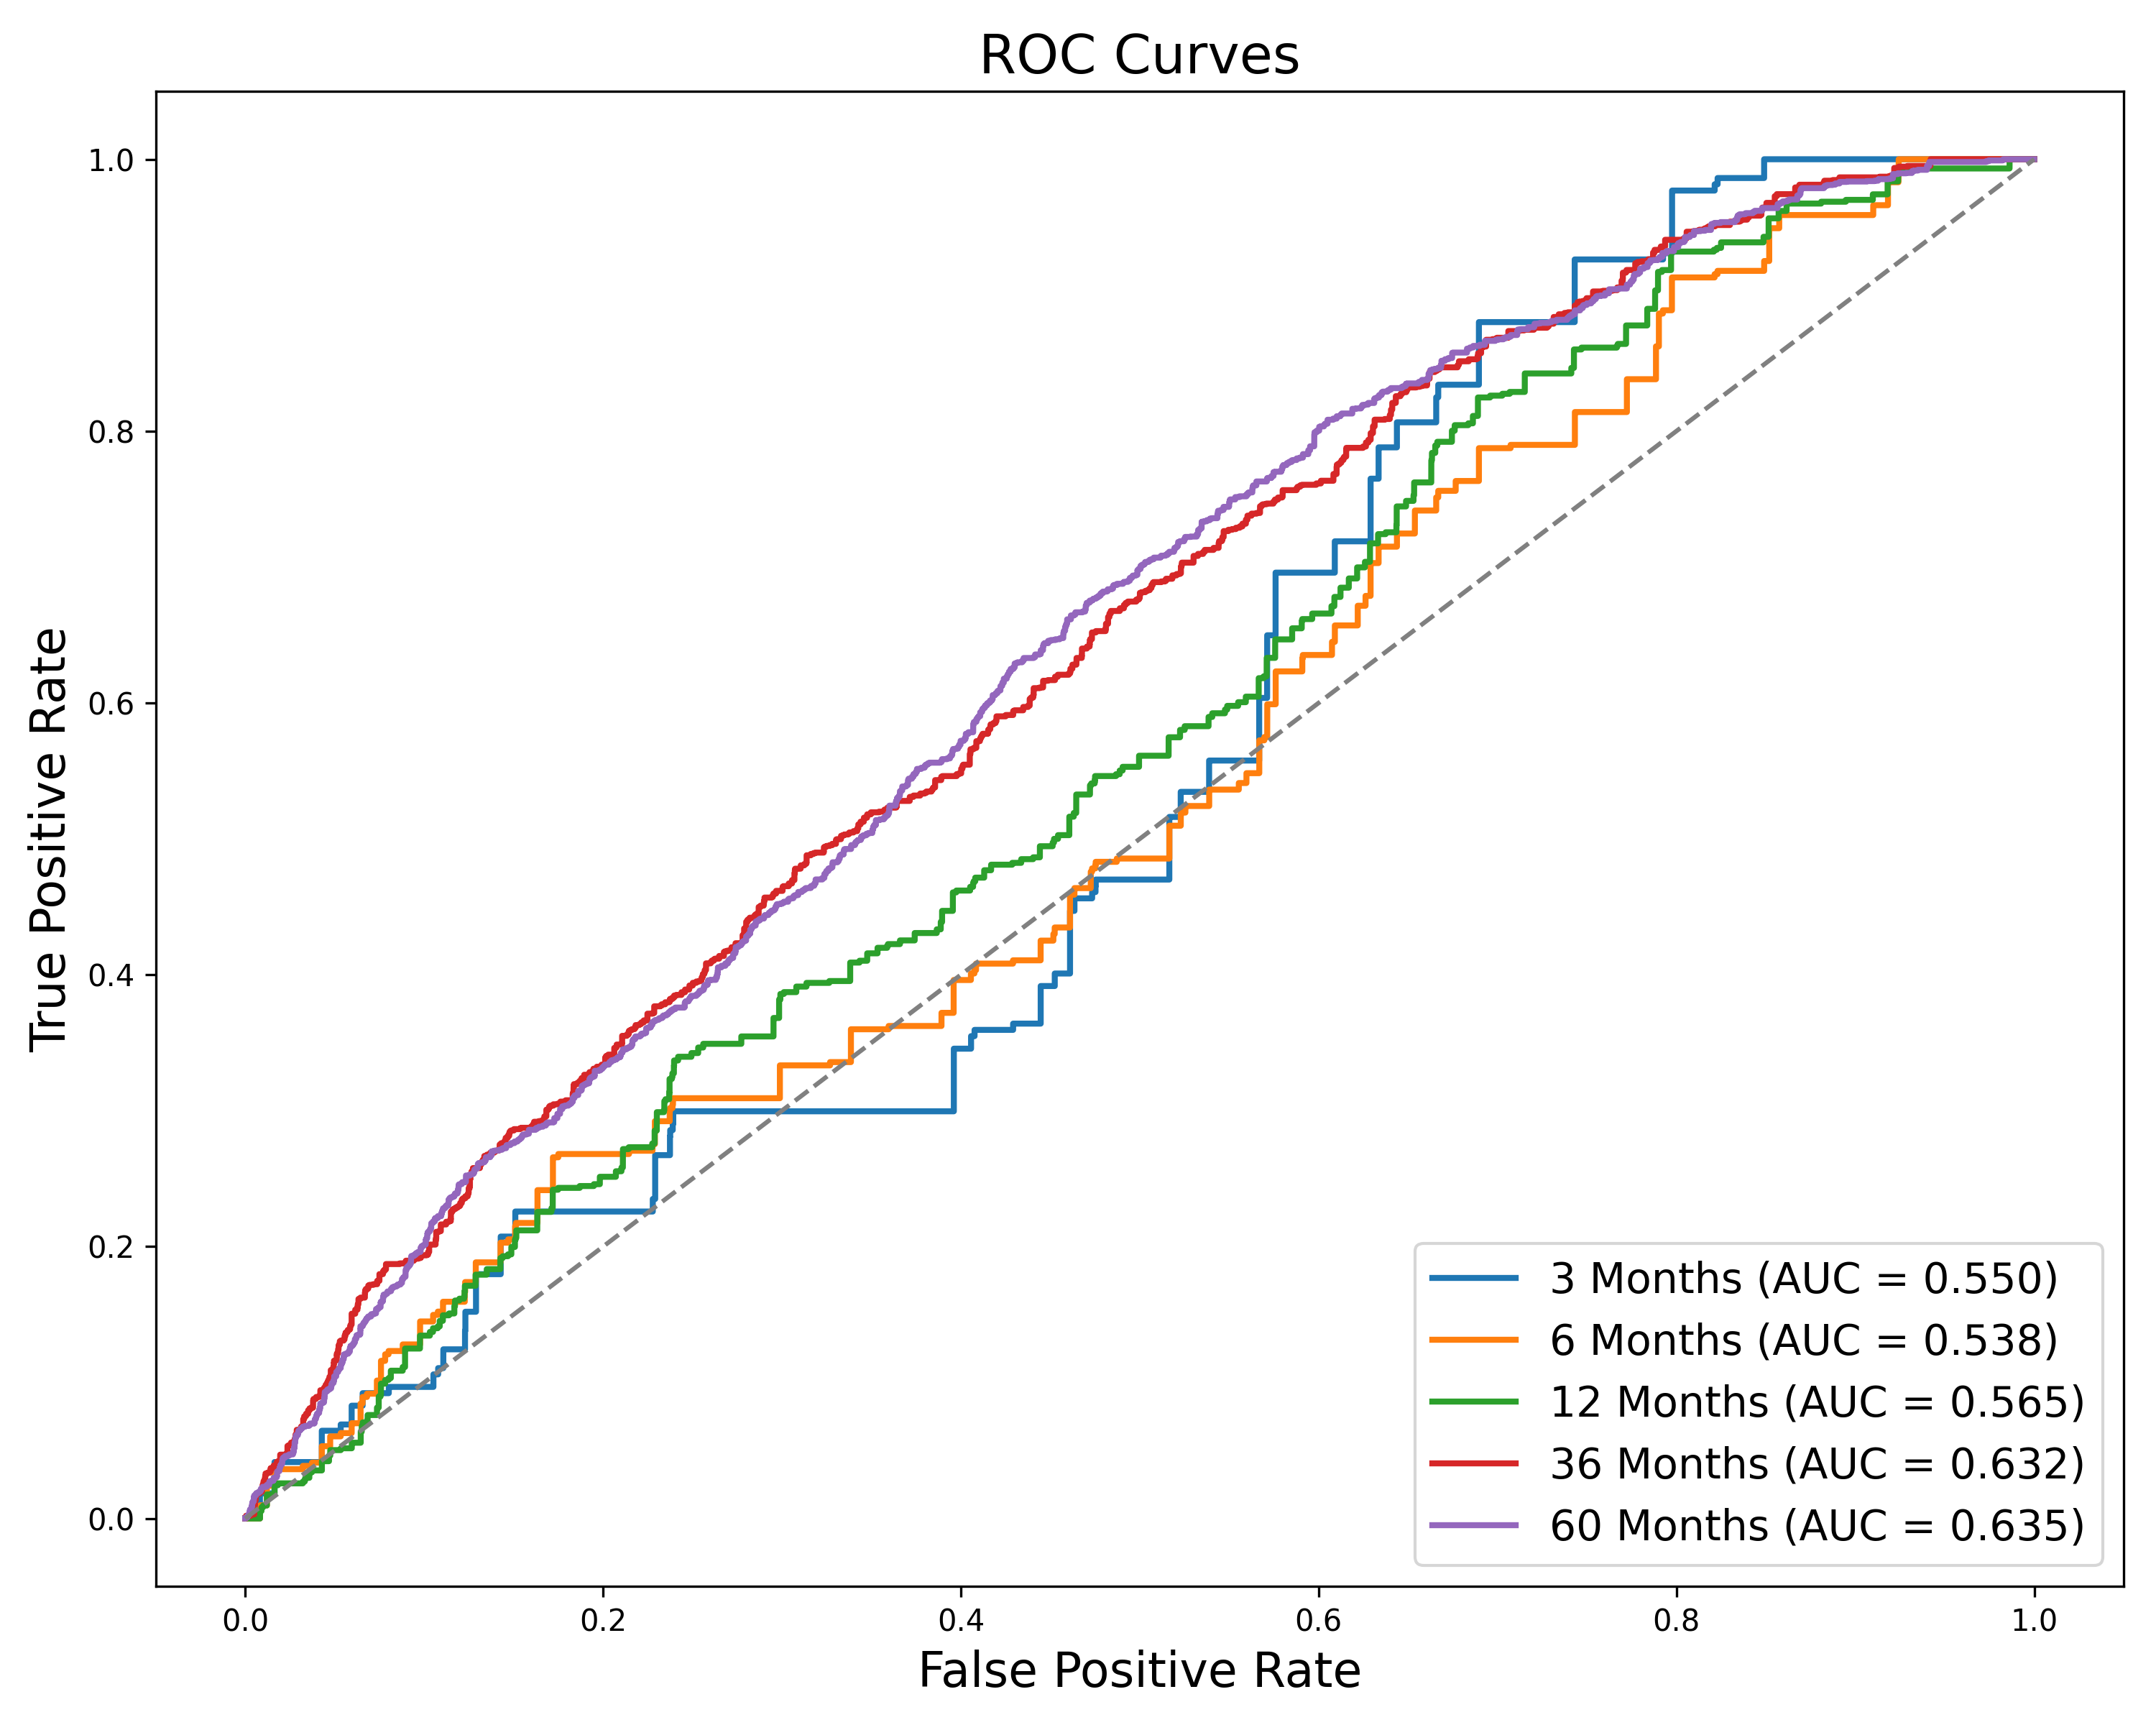 ROC Curves
True Positive Rate
1.0
0.8
0.6
0.4
0.2
0.0
0.0 0.2 0.4 0.6 0.8 1.0
False Positive Rate
3 Months (AUC = 0.550)
6 Months (AUC = 0.538)
12 Months (AUC = 0.565)
36 Months (AUC = 0.632)
60 Months (AUC = 0.635)